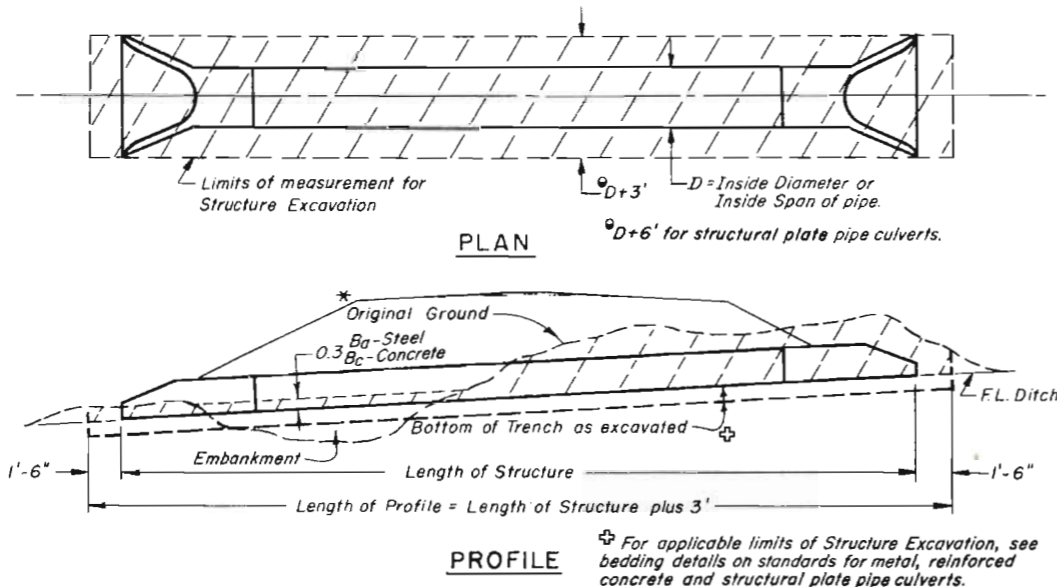 Limits of measurement for
Structure Excavation
D+3'
D = Inside Diameter or
Inside Span of pipe.
D+6' for structural plate pipe culverts.
PLAN
*
Original Ground
0.3 Ba-Steel
Bc-Concrete
F.L. Ditch
Bottom of Trench as excavated
Embankment
1'-6"
Length of Structure
1'-6"
Length of Profile = Length of Structure plus 3'
PROFILE
For applicable limits of Structure Excavation, see
bedding details on standards for metal, reinforced
concrete and structural plate pipe culverts.